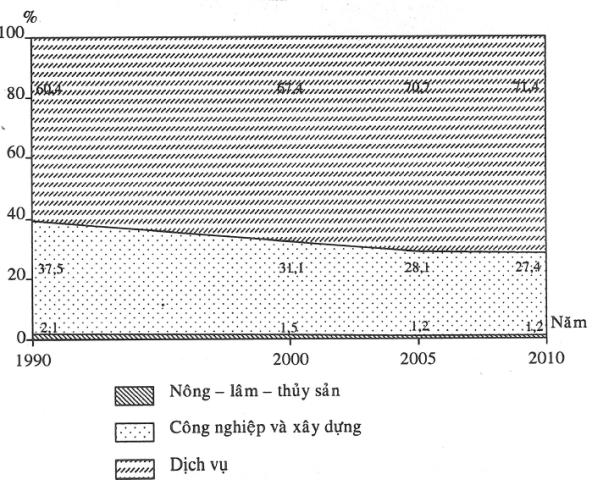 %
100
60,4 67,4 70,7 71,4
80
60
40
37,5 31,1 28,1 27,4
20
2,1 1,5 1,2 1,2 Năm
0
1990 2000 2005 2010
Nông – lâm – thủy sản
Công nghiệp và xây dựng
Dịch vụ